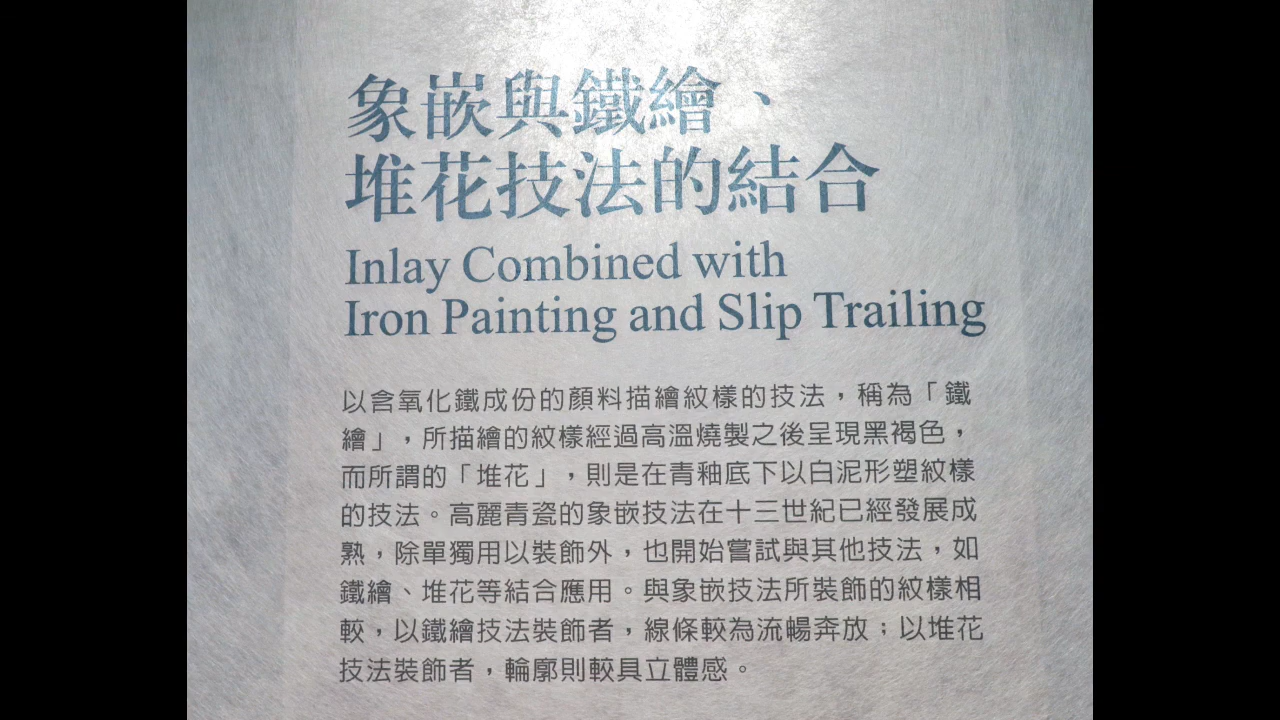 象嵌與鐵繪、
堆花技法的結合
Inlay Combined with
Iron Painting and Slip Trailing
以含氧化鐵成份的顏料描繪紋樣的技法，稱為「鐵
繪」，所描繪的紋樣經過高溫燒製之後呈現黑褐色，
而所謂的「堆花」，則是在青釉底下以白泥形塑紋樣
的技法。高麗青瓷的象嵌技法在十三世紀已經發展成
熟，除單獨用以裝飾外，也開始嘗試與其他技法，如
鐵繪、堆花等結合應用。與象嵌技法所裝飾的紋樣相
較，以鐵繪技法裝飾者，線條較為流暢奔放；以堆花
技法裝飾者，輪廓則較具立體感。